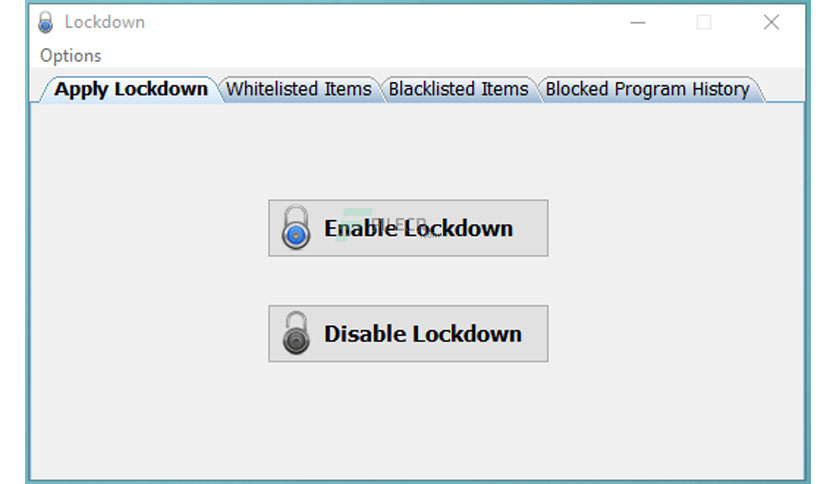 Lockdown
Options
Apply Lockdown Whitelisted Items Blacklisted Items Blocked Program History
Enable Lockdown
Disable Lockdown